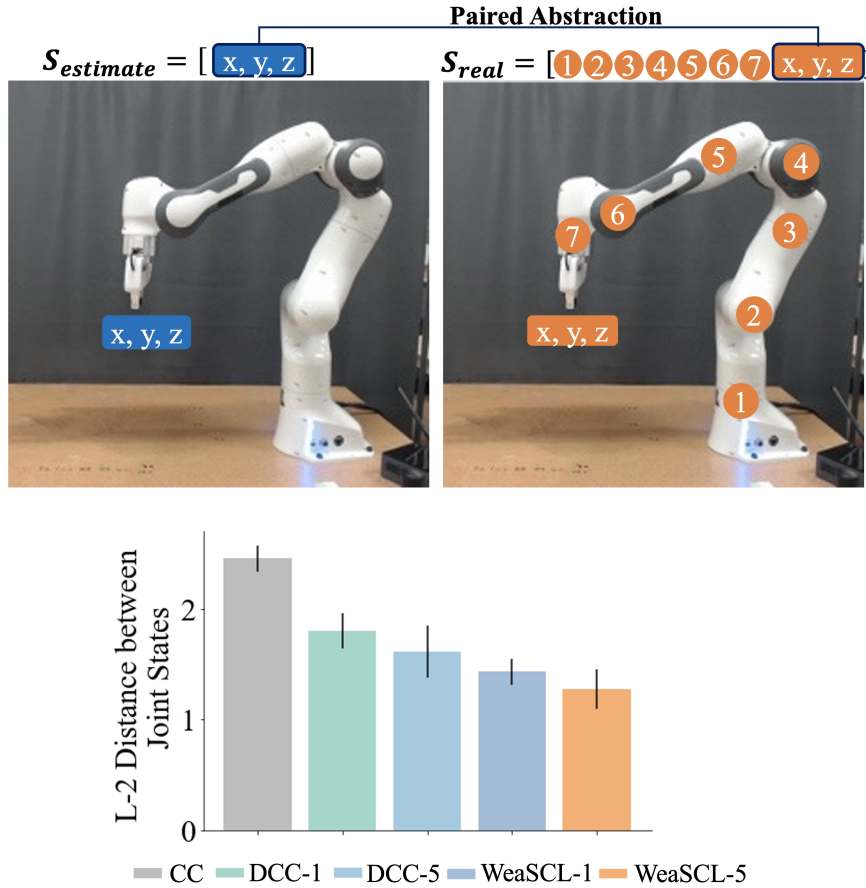 Paired Abstraction
S_estimate = [ x, y, z ]
S_real = [ 1 2 3 4 5 6 7 x, y, z ]
5
4
6
3
7
2
x, y, z
x, y, z
1
L-2 Distance between
Joint States
2
1
0
CC
DCC-1
DCC-5
WeaSCL-1
WeaSCL-5